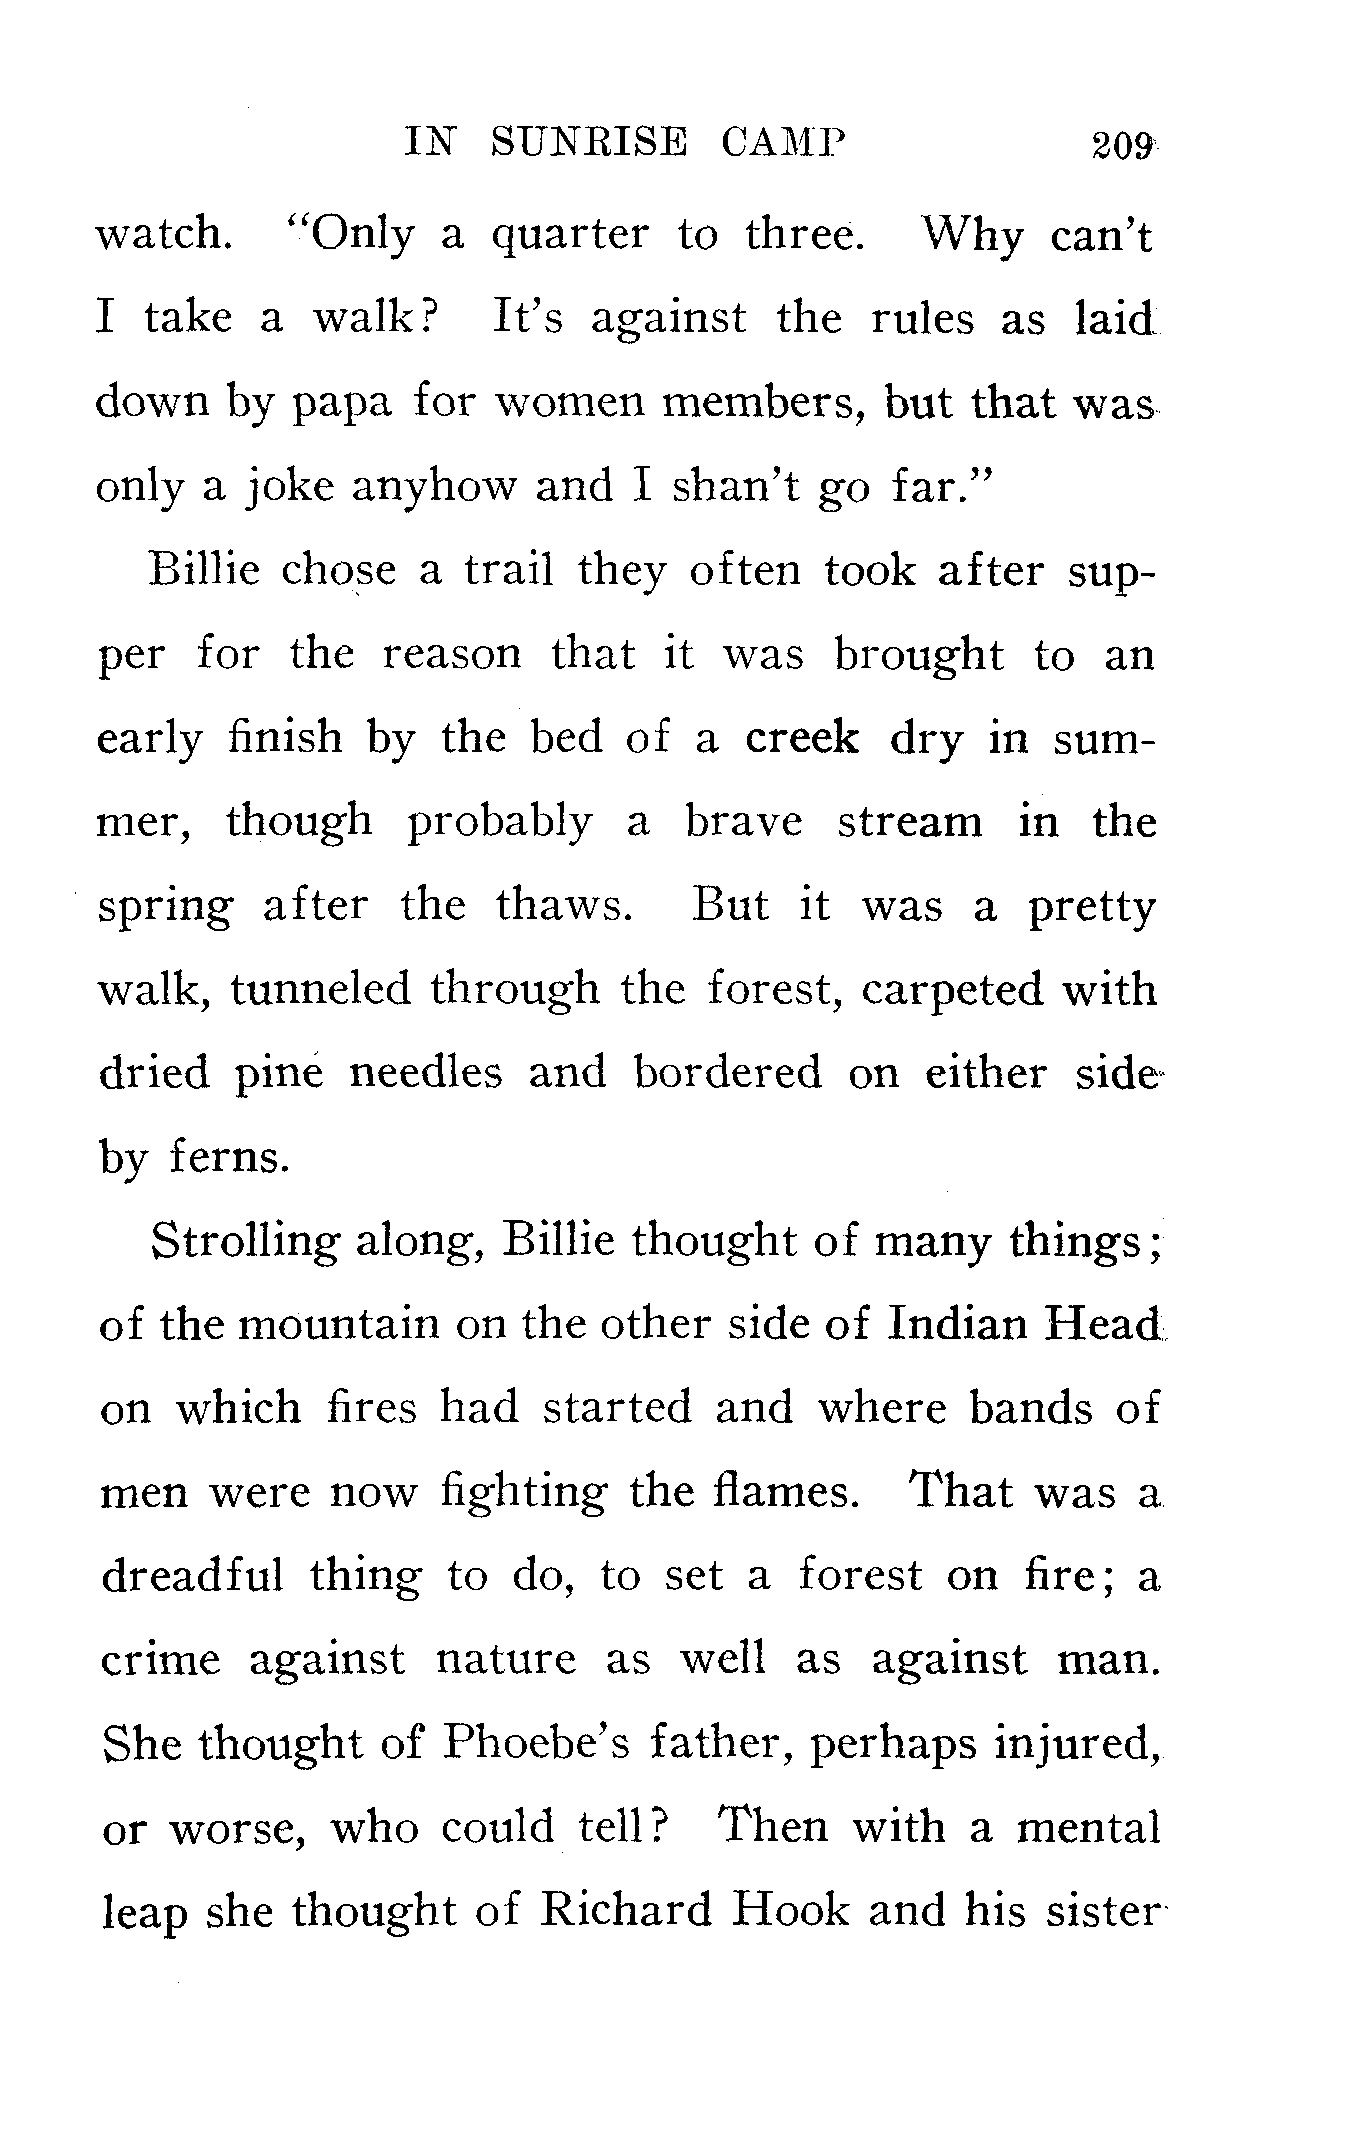 IN SUNRISE CAMP 209
watch. "Only a quarter to three. Why can't
I take a walk? It's against the rules as laid
down by papa for women members, but that was
only a joke anyhow and I shan't go far."
Billie chose a trail they often took after sup-
per for the reason that it was brought to an
early finish by the bed of a creek dry in sum-
mer, though probably a brave stream in the
spring after the thaws. But it was a pretty
walk, tunneled through the forest, carpeted with
dried pine needles and bordered on either side
by ferns.
Strolling along, Billie thought of many things;
of the mountain on the other side of Indian Head
on which fires had started and where bands of
men were now fighting the flames. That was a
dreadful thing to do, to set a forest on fire; a
crime against nature as well as against man.
She thought of Phoebe's father, perhaps injured,
or worse, who could tell? Then with a mental
leap she thought of Richard Hook and his sister